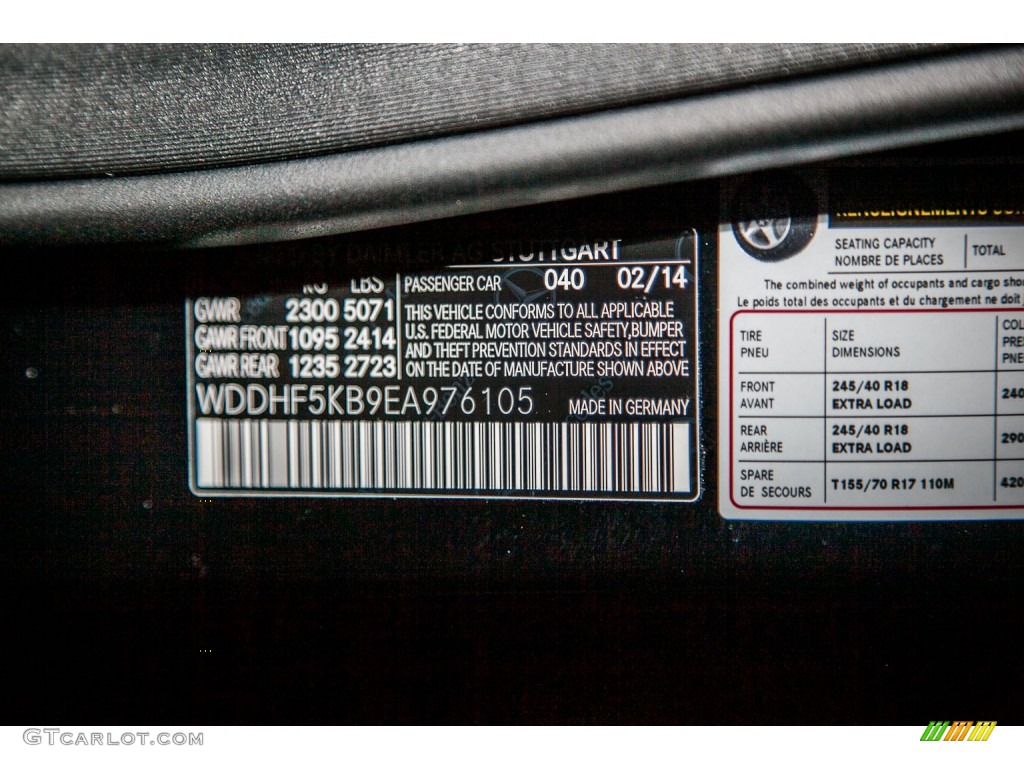 DAIMLER AG STUTTGART
KG LBS
GVWR 2300 5071
GAWR FRONT 1095 2414
GAWR REAR 1235 2723
PASSENGER CAR 040 02/14
THIS VEHICLE CONFORMS TO ALL APPLICABLE
U.S. FEDERAL MOTOR VEHICLE SAFETY,BUMPER
AND THEFT PREVENTION STANDARDS IN EFFECT
ON THE DATE OF MANUFACTURE SHOWN ABOVE
WDDHF5KB9EA976105 MADE IN GERMANY
RENSEIGNEMENTS
SEATING CAPACITY
NOMBRE DE PLACES
TOTAL
The combined weight of occupants and cargo
Le poids total des occupants et du chargement ne doit
TIRE
PNEU
SIZE
DIMENSIONS
FRONT
AVANT
245/40 R18
EXTRA LOAD
240
REAR
ARRIÈRE
245/40 R18
EXTRA LOAD
290
SPARE
DE SECOURS
T155/70 R17 110M
420
GTCARLOT.COM